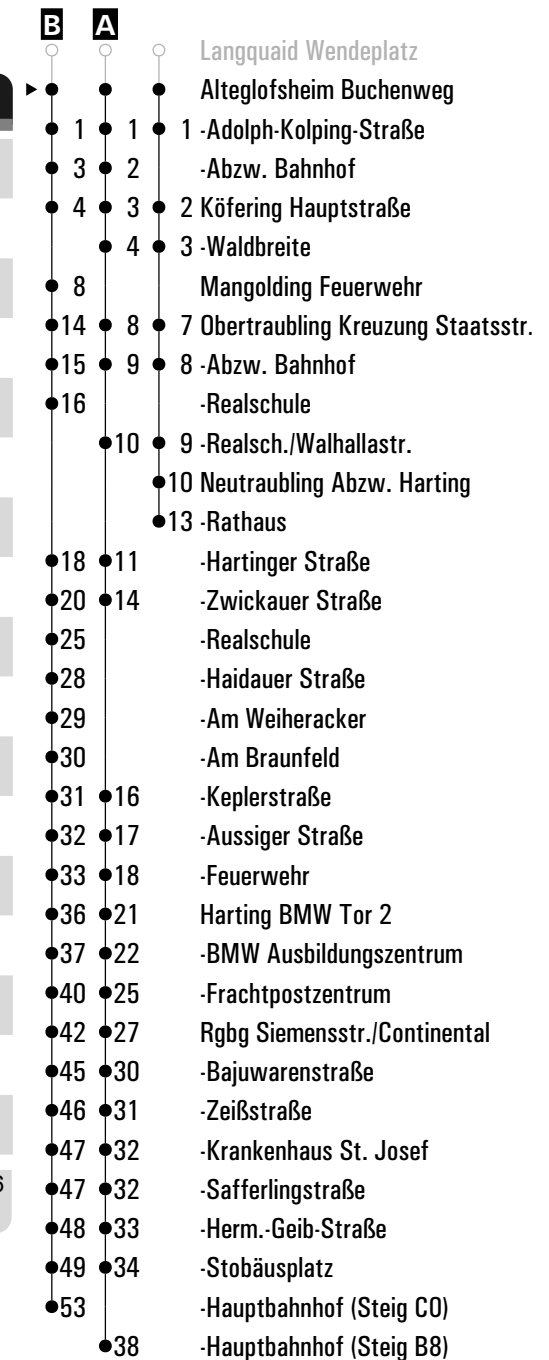 B A
Langquaid Wendeplatz
Alteglofsheim Buchenweg
1 1 1 -Adolph-Kolping-Straße
3 2 -Abzw. Bahnhof
4 3 2 Köfering Hauptstraße
4 3 -Waldbreite
8 Mangolding Feuerwehr
14 8 7 Obertraubling Kreuzung Staatsstr.
15 9 8 -Abzw. Bahnhof
16 -Realschule
10 9 -Realsch./Walhallastr.
10 Neutraubling Abzw. Harting
13 -Rathaus
18 11 -Hartinger Straße
20 14 -Zwickauer Straße
25 -Realschule
28 -Haidauer Straße
29 -Am Weiheracker
30 -Am Braunfeld
31 16 -Keplerstraße
32 17 -Aussiger Straße
33 18 -Feuerwehr
36 21 Harting BMW Tor 2
37 22 -BMW Ausbildungszentrum
40 25 -Frachtpostzentrum
42 27 Rgbg Siemensstr./Continental
45 30 -Bajuwarenstraße
46 31 -Zeißstraße
47 32 -Krankenhaus St. Josef
47 32 -Safferlingstraße
48 33 -Herm.-Geib-Straße
49 34 -Stobäusplatz
53 -Hauptbahnhof (Steig C0)
38 -Hauptbahnhof (Steig B8)